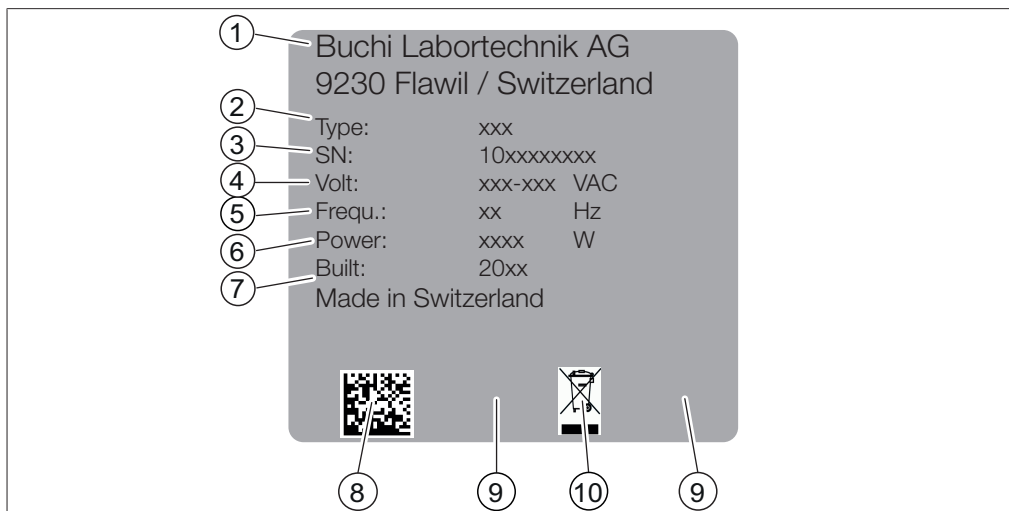 1 Buchi Labortechnik AG
9230 Flawil / Switzerland
2 Type: xxx
3 SN: 10xxxxxxxx
4 Volt: xxx-xxx VAC
5 Frequ.: xx Hz
6 Power: xxxx W
7 Built: 20xx
Made in Switzerland
8 9 10 9